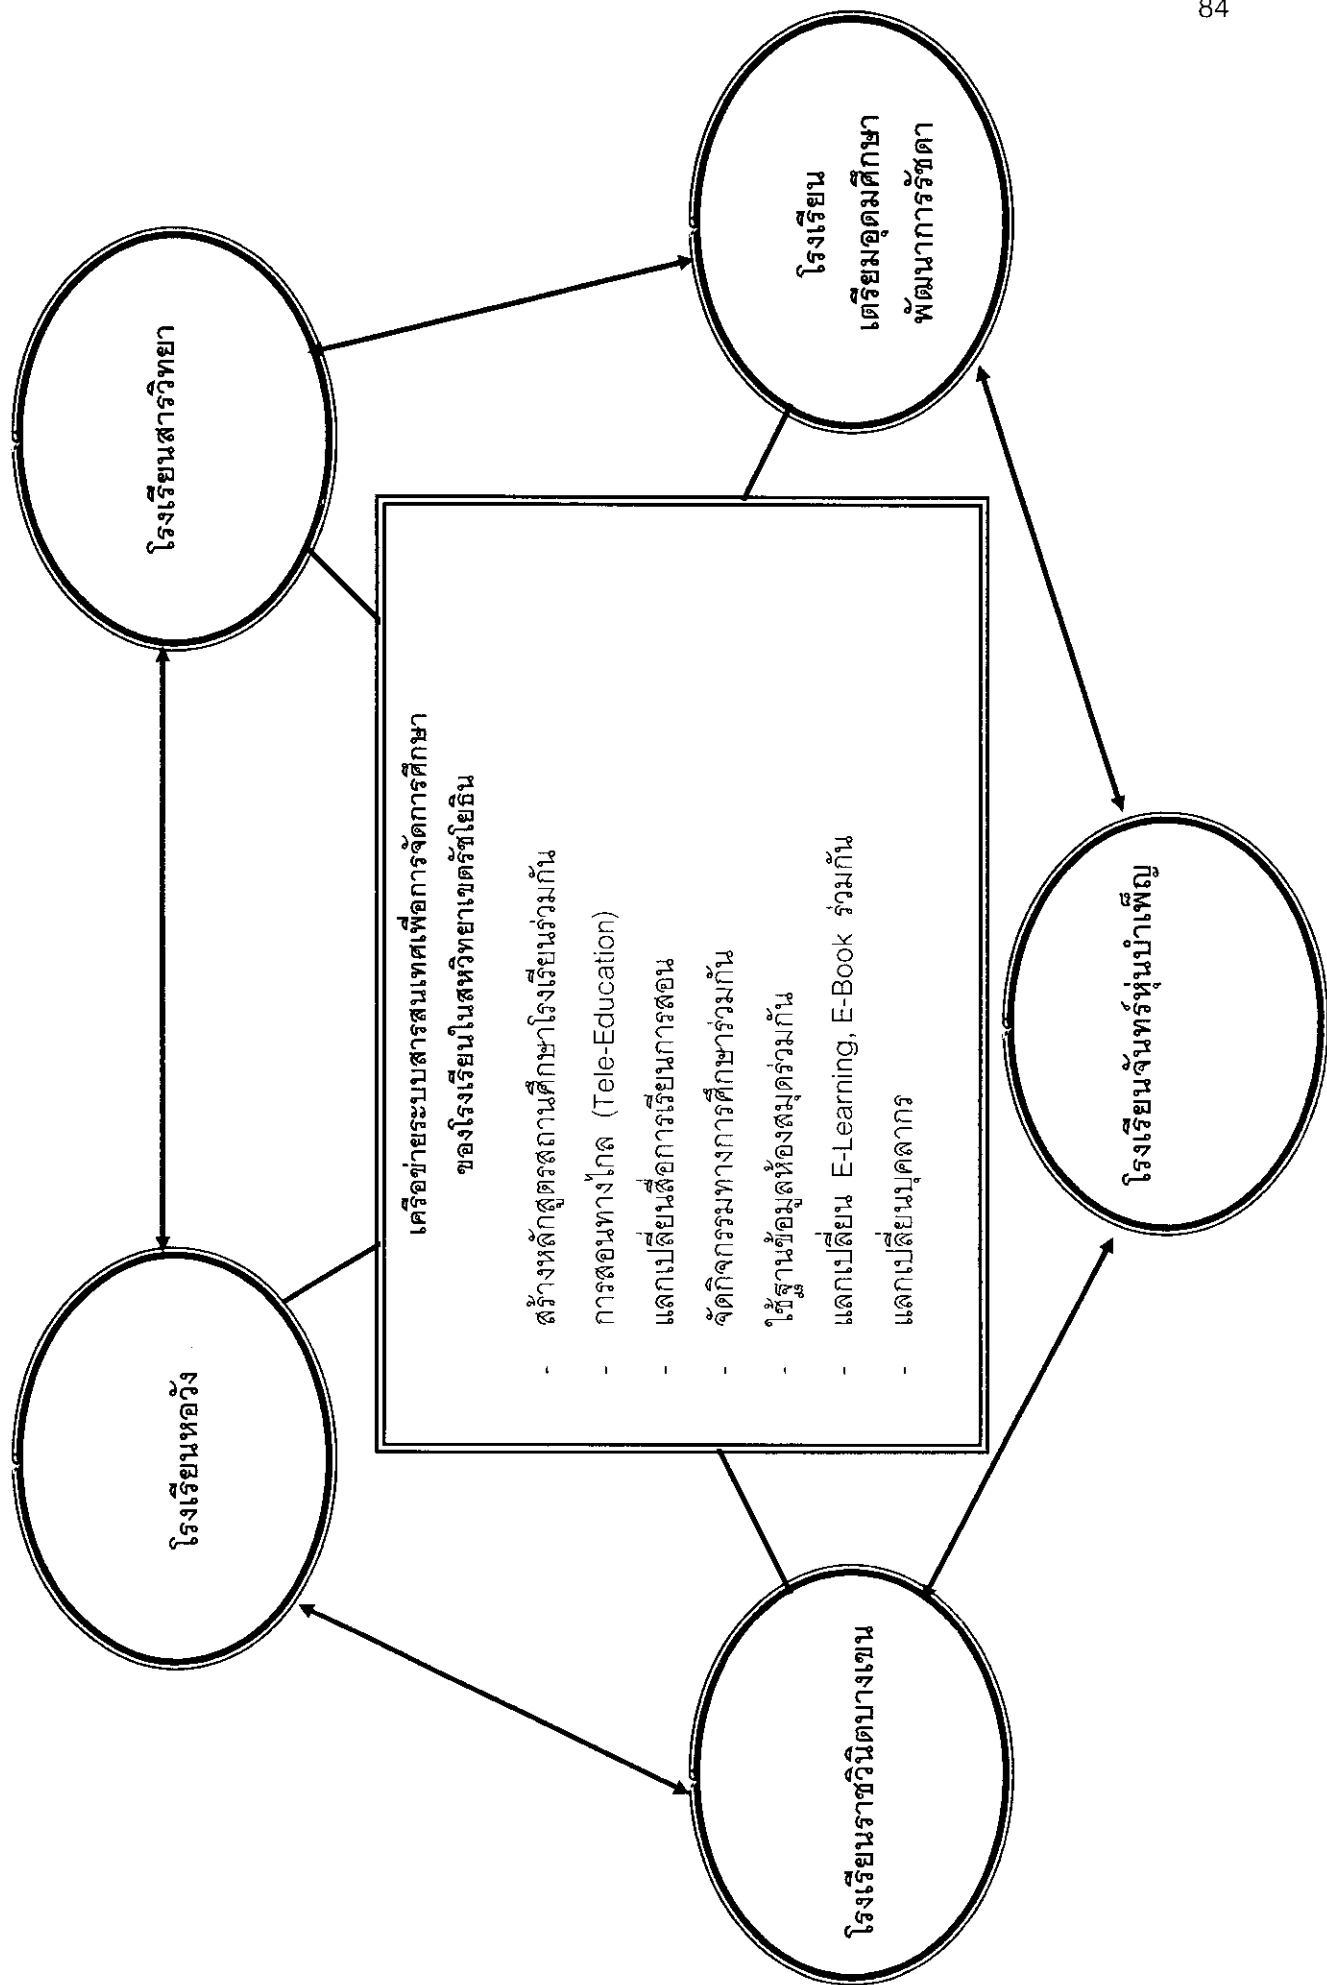 84
โรงเรียนหอวัง
โรงเรียนสารวิทยา
เครือข่ายระบบสารสนเทศเพื่อการจัดการศึกษา
ของโรงเรียนในสหวิทยาเขตรัชโยธิน
- สร้างหลักสูตรสถานศึกษาโรงเรียนร่วมกัน
- การสอนทางไกล (Tele-Education)
- แลกเปลี่ยนสื่อการเรียนการสอน
- จัดกิจกรรมทางการศึกษาร่วมกัน
- ใช้ฐานข้อมูลห้องสมุดร่วมกัน
- แลกเปลี่ยน E-Learning, E-Book ร่วมกัน
- แลกเปลี่ยนบุคลากร
โรงเรียนราชวินิตบางเขน
โรงเรียน
เตรียมอุดมศึกษา
พัฒนาการรัชดา
โรงเรียนจันทร์หุ่นบำเพ็ญ